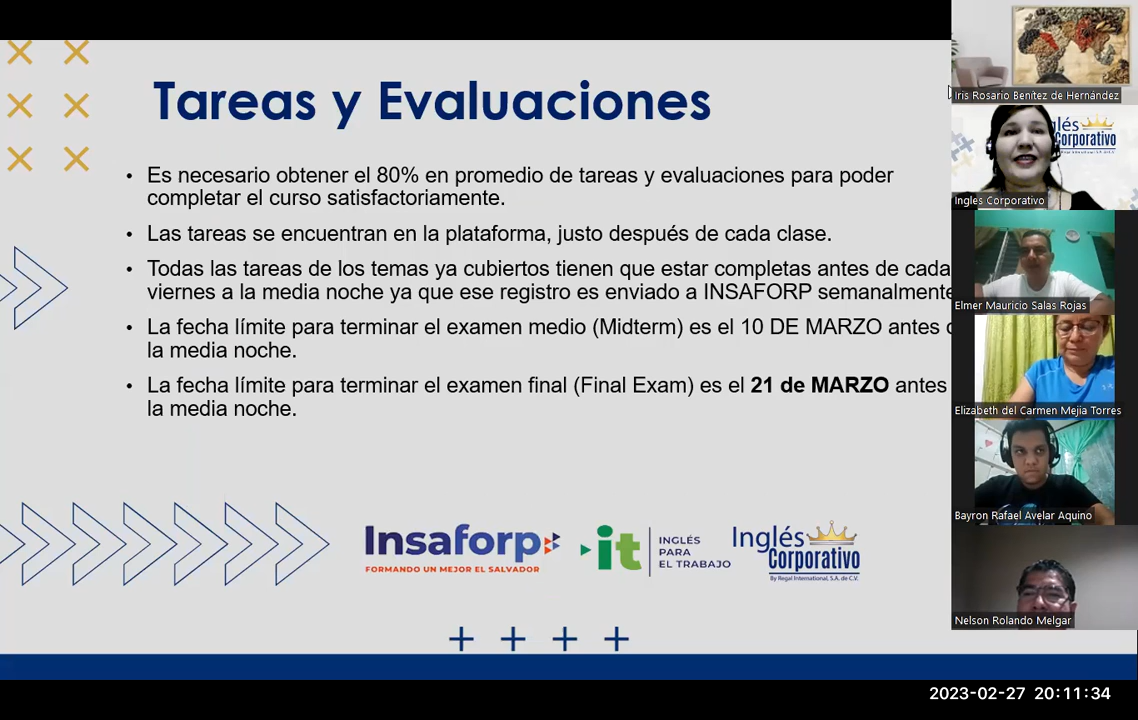 Tareas y Evaluaciones
• Es necesario obtener el 80% en promedio de tareas y evaluaciones para poder
completar el curso satisfactoriamente.
• Las tareas se encuentran en la plataforma, justo después de cada clase.
• Todas las tareas de los temas ya cubiertos tienen que estar completas antes de cada
viernes a la media noche ya que ese registro es enviado a INSAFORP semanalmente
• La fecha límite para terminar el examen medio (Midterm) es el 10 DE MARZO antes
la media noche.
• La fecha límite para terminar el examen final (Final Exam) es el 21 de MARZO antes
la media noche.
Insaforp
FORMANDO UN MEJOR EL SALVADOR
it
INGLÉS
PARA
EL TRABAJO
Inglés
Corporativo
By Regal International, S.A. de C.V.
Iris Rosario Benítez de Hernández
glés
Corporativo
Ingles Corporativo
Elmer Mauricio Salas Rojas
Elizabeth del Carmen Mejia Torres
Bayron Rafael Avelar Aquino
Nelson Rolando Melgar
2023-02-27 20:11:34